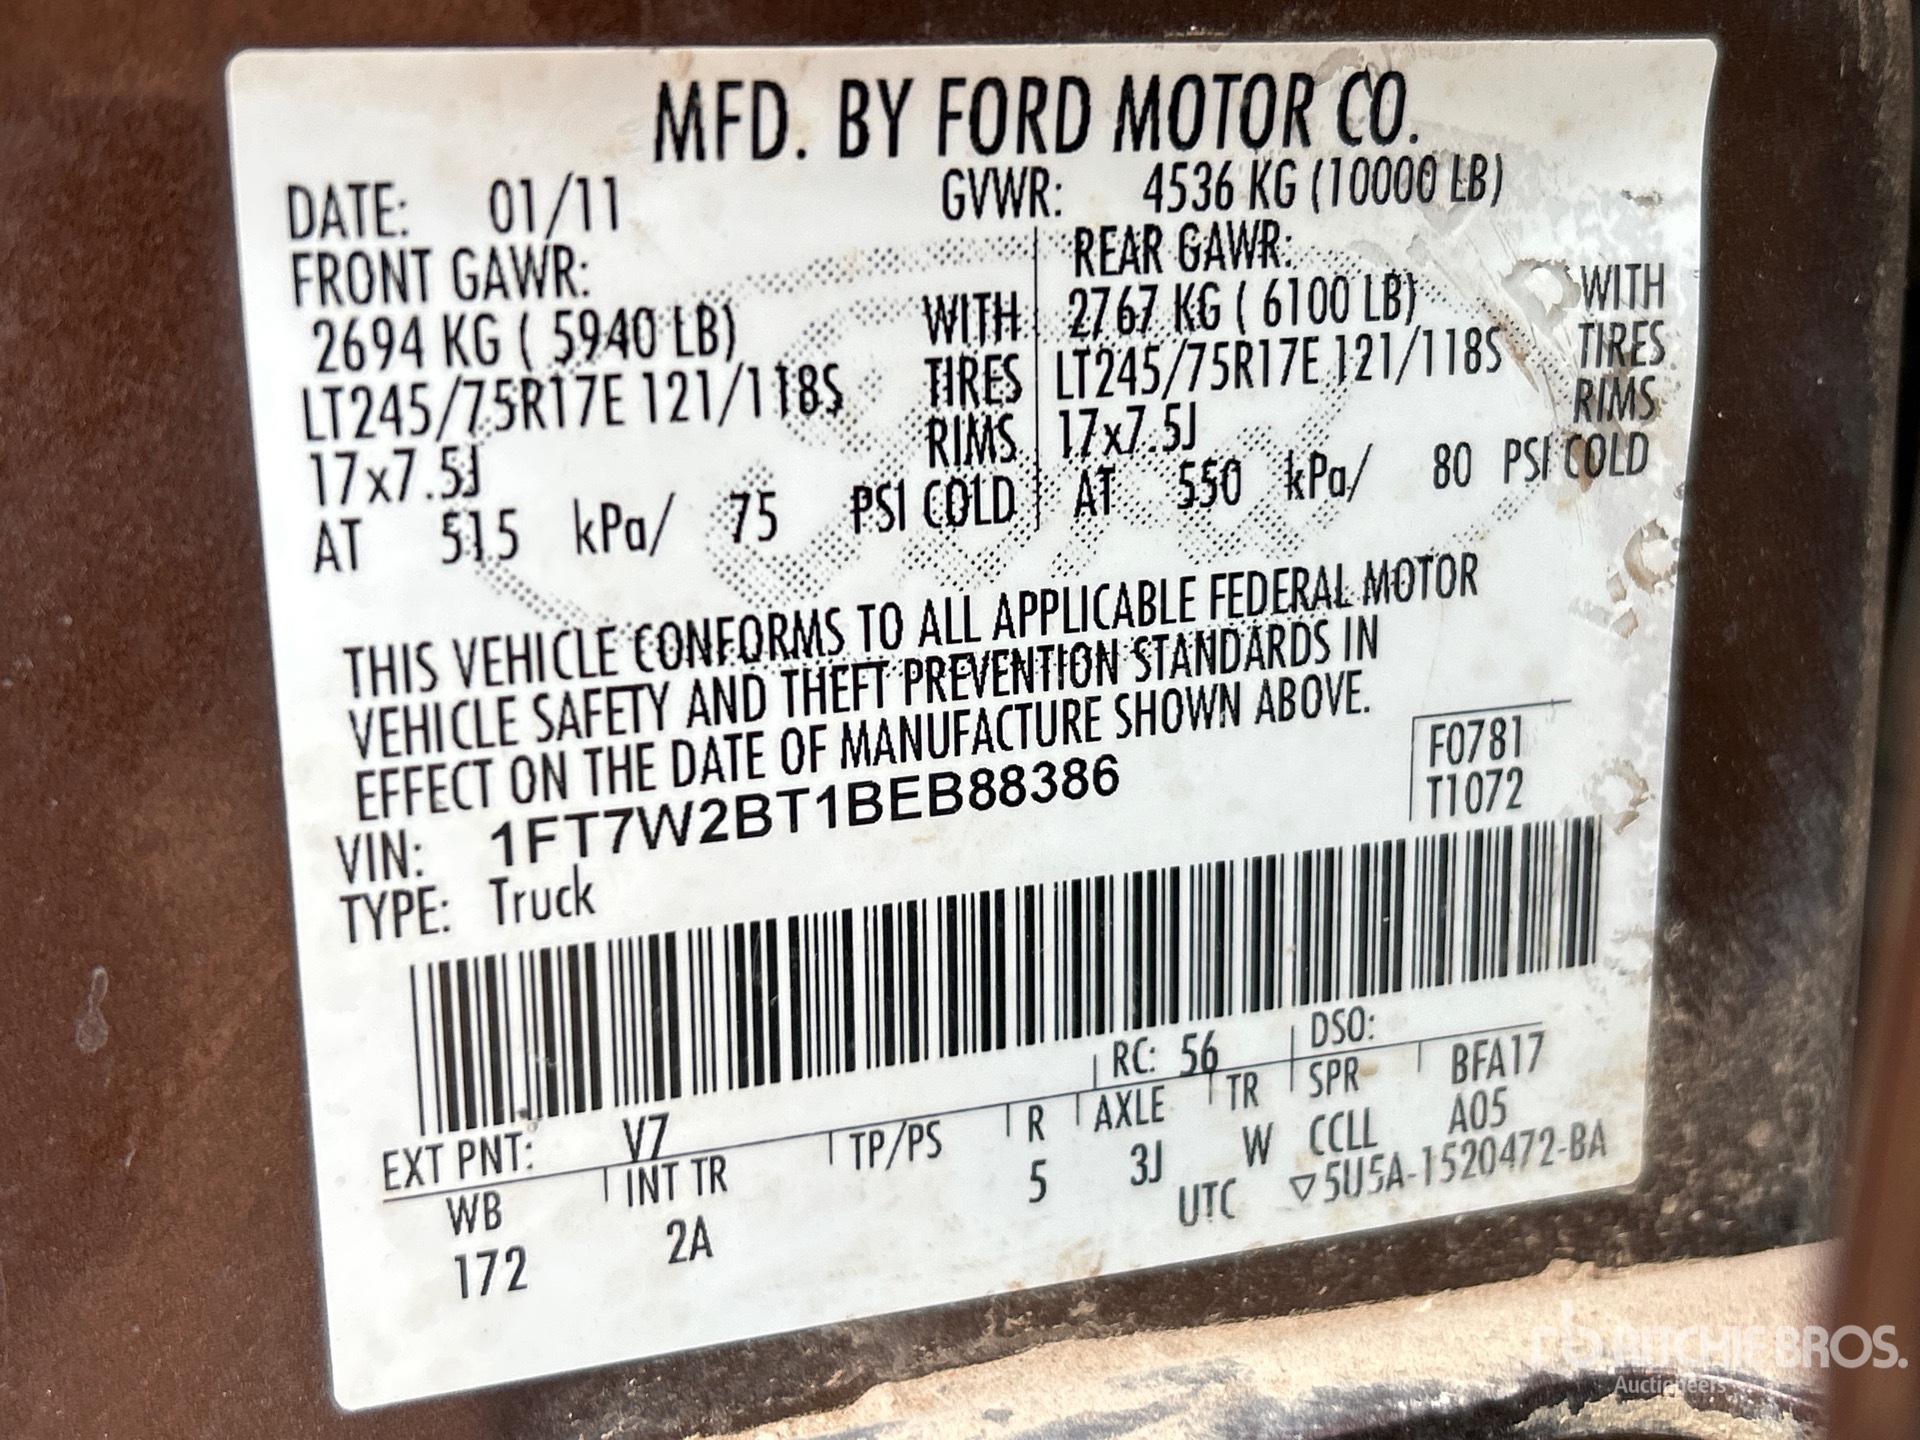 MFD. BY FORD MOTOR CO.
DATE: 01/11 GVWR: 4536 KG (10000 LB)
FRONT GAWR: REAR GAWR:
2694 KG ( 5940 LB) WITH 2767 KG ( 6100 LB) WITH
LT245/75R17E 121/118S TIRES LT245/75R17E 121/118S TIRES
17x7.5J RIMS 17x7.5J RIMS
AT 515 kPa/ 75 PSI COLD AT 550 kPa/ 80 PSI COLD
THIS VEHICLE CONFORMS TO ALL APPLICABLE FEDERAL MOTOR
VEHICLE SAFETY AND THEFT PREVENTION STANDARDS IN
EFFECT ON THE DATE OF MANUFACTURE SHOWN ABOVE.
F0781
VIN: 1FT7W2BT1BEB88386 T1072
TYPE: Truck
EXT PNT: V7 RC: 56 DSO:
WB INT TR TP/PS R AXLE TR SPR BFA17
172 2A 5 3J W CCLL A05
UTC ▽5U5A-1520472-BA
rb RITCHIE BROS.
Auctioneers